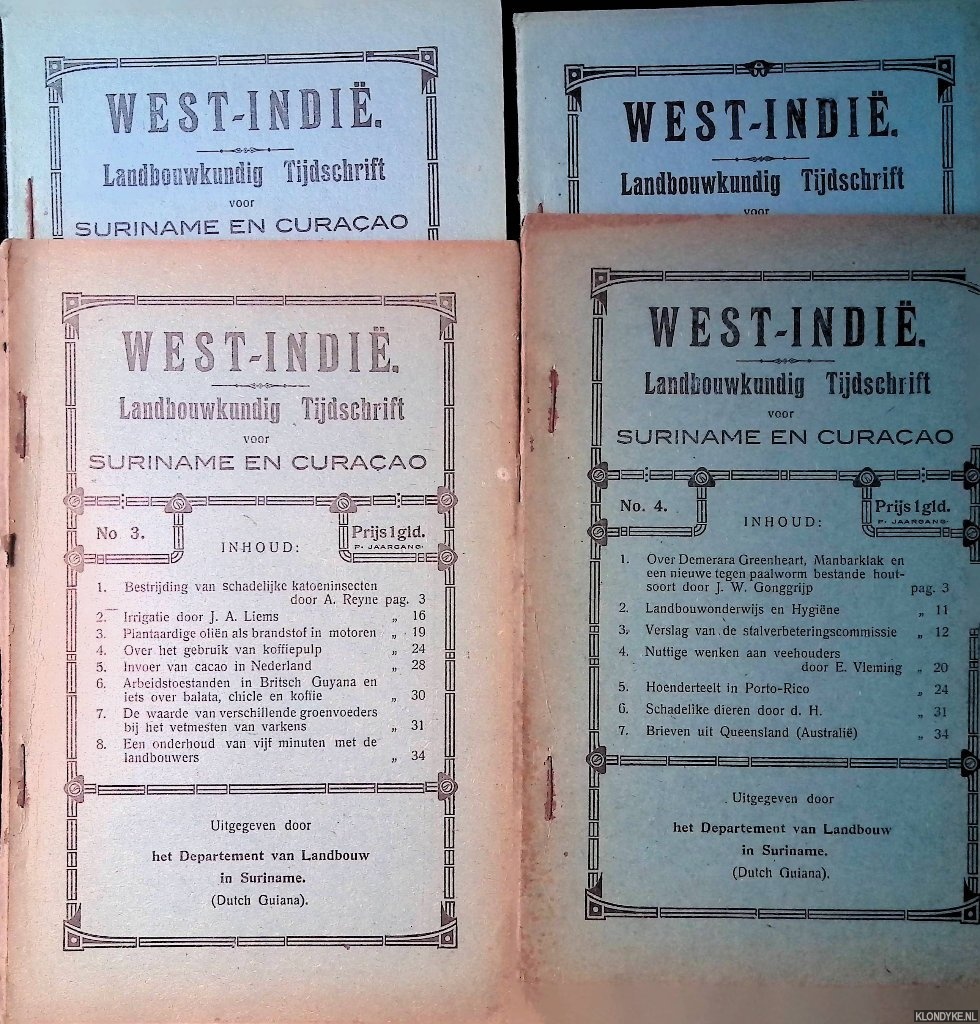 WEST-INDIË.
Landbouwkundig Tijdschrift
voor
SURINAME EN CURAÇAO
WEST-INDIË.
Landbouwkundig Tijdschrift
voor
WEST-INDIË.
Landbouwkundig Tijdschrift
voor
SURINAME EN CURAÇAO
No 3.
Prijs 1 gld.
Pr. JAARGANG.
INHOUD:
1. Bestrijding van schadelijke katoeninsecten
door A. Reyne pag. 3
2. Irrigatie door J. A. Liems „ 16
3. Plantaardige oliën als brandstof in motoren „ 19
4. Over het gebruik van koffiepulp „ 24
5. Invoer van cacao in Nederland „ 28
6. Arbeidstoestanden in Britsch Guyana en
iets over balata, chicle en koffie „ 30
7. De waarde van verschillende groenvoeders
bij het vetmesten van varkens „ 31
8. Een onderhoud van vijf minuten met de
landbouwers „ 34
Uitgegeven door
het Departement van Landbouw
in Suriname.
(Dutch Guiana).
WEST-INDIË.
Landbouwkundig Tijdschrift
voor
SURINAME EN CURAÇAO
No. 4.
Prijs 1 gld.
Pr. JAARGANG.
INHOUD:
1. Over Demerara Greenheart, Manbarklak en
een nieuwe tegen paalworm bestande hout-
soort door J. W. Gonggrijp pag. 3
2. Landbouwonderwijs en Hygiëne „ 11
3. Verslag van de stalverbeteringscommissie „ 12
4. Nuttige wenken aan veehouders
door E. Vleming „ 20
5. Hoenderteelt in Porto-Rico „ 24
6. Schadelike dieren door d. H. „ 31
7. Brieven uit Queensland (Australië) „ 34
Uitgegeven door
het Departement van Landbouw
in Suriname.
(Dutch Guiana).
KLONDYKE.NL